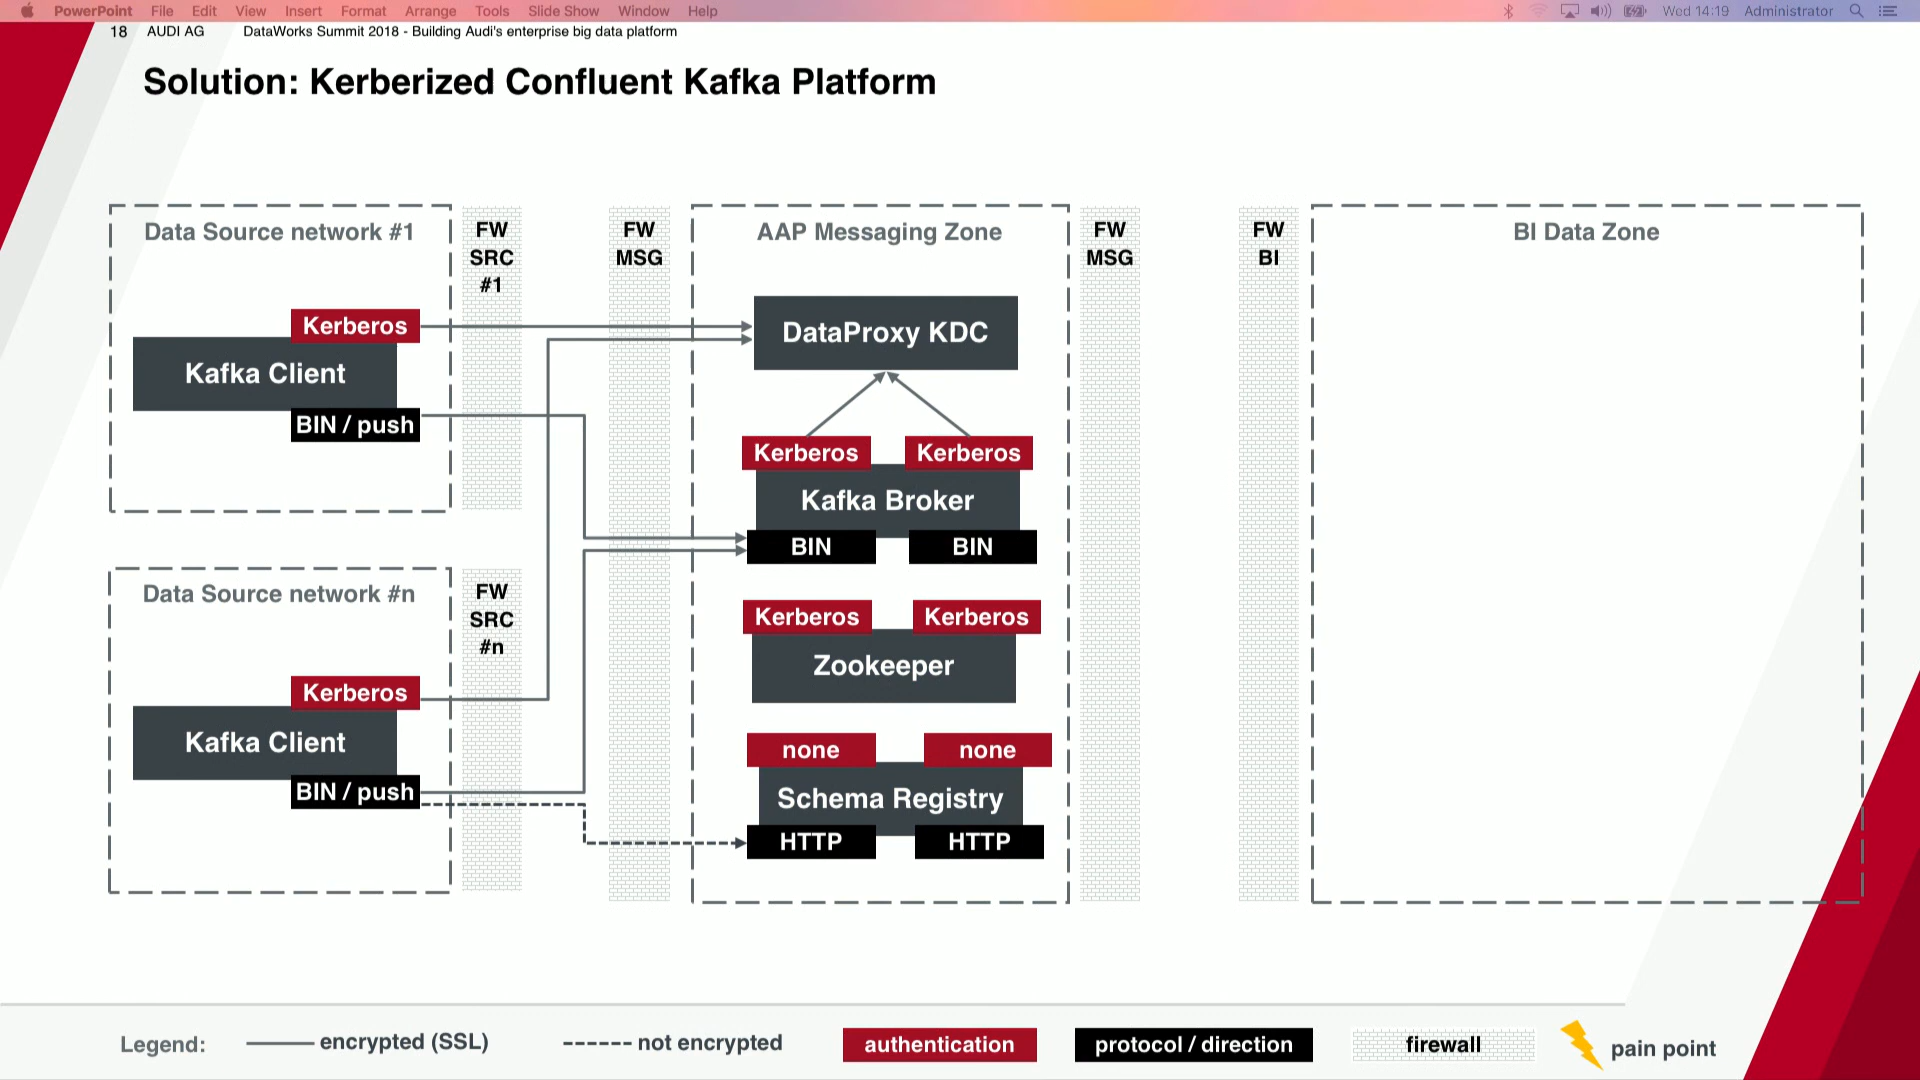 PowerPoint File Edit View Insert Format Arrange Tools Slide Show Window Help Wed 14:19 Administrator
18 AUDI AG DataWorks Summit 2018 - Building Audi's enterprise big data platform
Solution: Kerberized Confluent Kafka Platform
Data Source network #1
Kerberos
Kafka Client
BIN / push
FW
SRC
#1
Data Source network #n
Kerberos
Kafka Client
BIN / push
FW
SRC
#n
FW
MSG
AAP Messaging Zone
DataProxy KDC
Kerberos Kerberos
Kafka Broker
BIN BIN
Kerberos Kerberos
Zookeeper
none none
Schema Registry
HTTP HTTP
FW
MSG
FW
BI
BI Data Zone
Legend: encrypted (SSL) not encrypted authentication protocol / direction firewall pain point